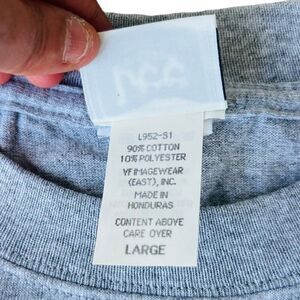 L952-S1
90% COTTON
10% POLYESTER
VF IMAGEWEAR
(EAST), INC.
MADE IN
HONDURAS
CONTENT ABOVE
CARE OVER
LARGE